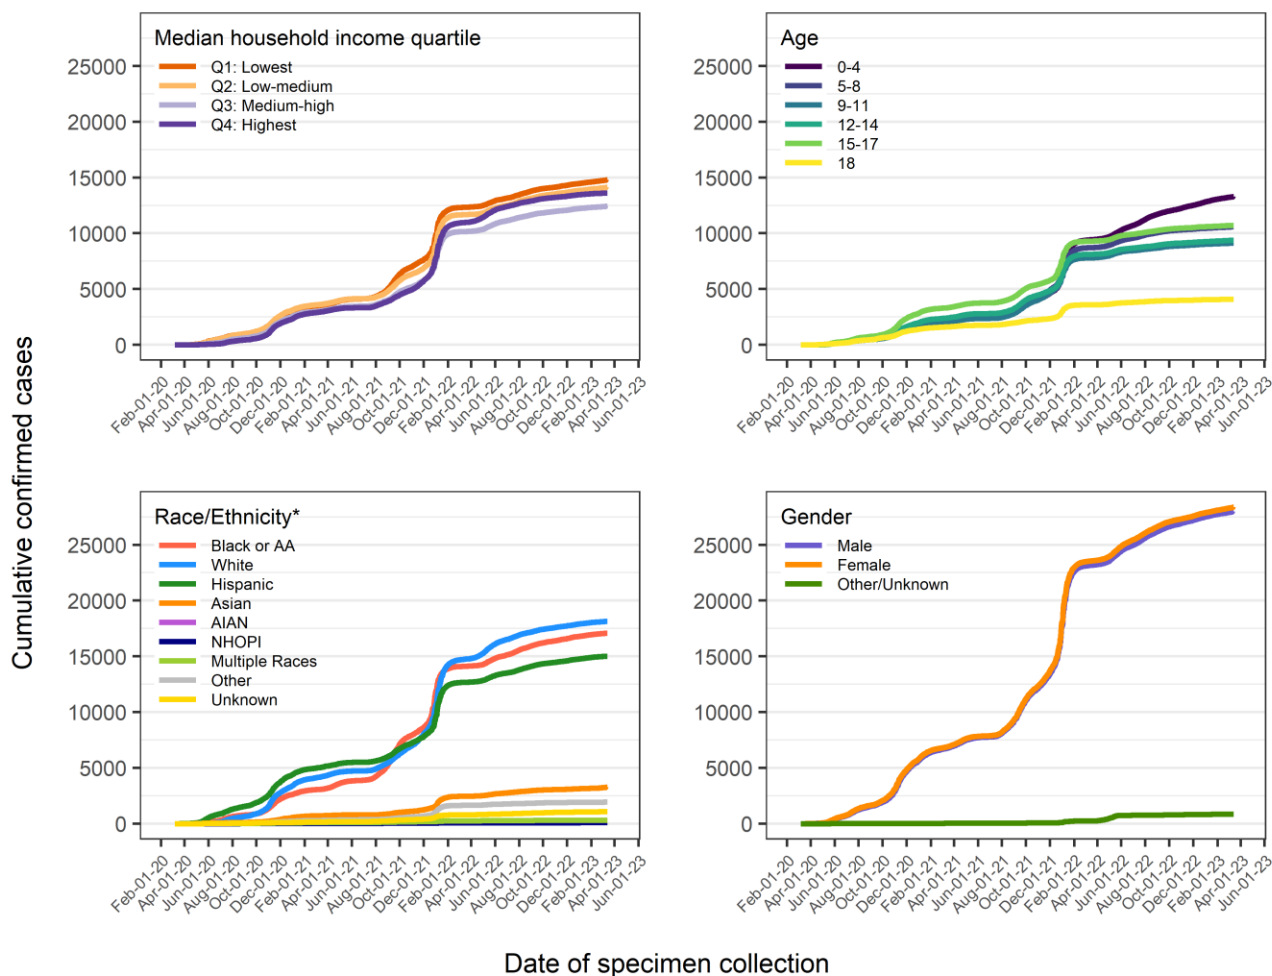 Median household income quartile
Q1: Lowest
Q2: Low-medium
Q3: Medium-high
Q4: Highest
25000
20000
15000
10000
5000
0
Feb-01-20
Apr-01-20
Jun-01-20
Aug-01-20
Oct-01-20
Dec-01-20
Feb-01-21
Apr-01-21
Jun-01-21
Aug-01-21
Oct-01-21
Dec-01-21
Feb-01-22
Apr-01-22
Jun-01-22
Aug-01-22
Oct-01-22
Dec-01-22
Feb-01-23
Apr-01-23
Jun-01-23
Age
0-4
5-8
9-11
12-14
15-17
18
25000
20000
15000
10000
5000
0
Feb-01-20
Apr-01-20
Jun-01-20
Aug-01-20
Oct-01-20
Dec-01-20
Feb-01-21
Apr-01-21
Jun-01-21
Aug-01-21
Oct-01-21
Dec-01-21
Feb-01-22
Apr-01-22
Jun-01-22
Aug-01-22
Oct-01-22
Dec-01-22
Feb-01-23
Apr-01-23
Jun-01-23
Cumulative confirmed cases
Race/Ethnicity*
Black or AA
White
Hispanic
Asian
AIAN
NHOPI
Multiple Races
Other
Unknown
25000
20000
15000
10000
5000
0
Feb-01-20
Apr-01-20
Jun-01-20
Aug-01-20
Oct-01-20
Dec-01-20
Feb-01-21
Apr-01-21
Jun-01-21
Aug-01-21
Oct-01-21
Dec-01-21
Feb-01-22
Apr-01-22
Jun-01-22
Aug-01-22
Oct-01-22
Dec-01-22
Feb-01-23
Apr-01-23
Jun-01-23
Gender
Male
Female
Other/Unknown
25000
20000
15000
10000
5000
0
Feb-01-20
Apr-01-20
Jun-01-20
Aug-01-20
Oct-01-20
Dec-01-20
Feb-01-21
Apr-01-21
Jun-01-21
Aug-01-21
Oct-01-21
Dec-01-21
Feb-01-22
Apr-01-22
Jun-01-22
Aug-01-22
Oct-01-22
Dec-01-22
Feb-01-23
Apr-01-23
Jun-01-23
Date of specimen collection